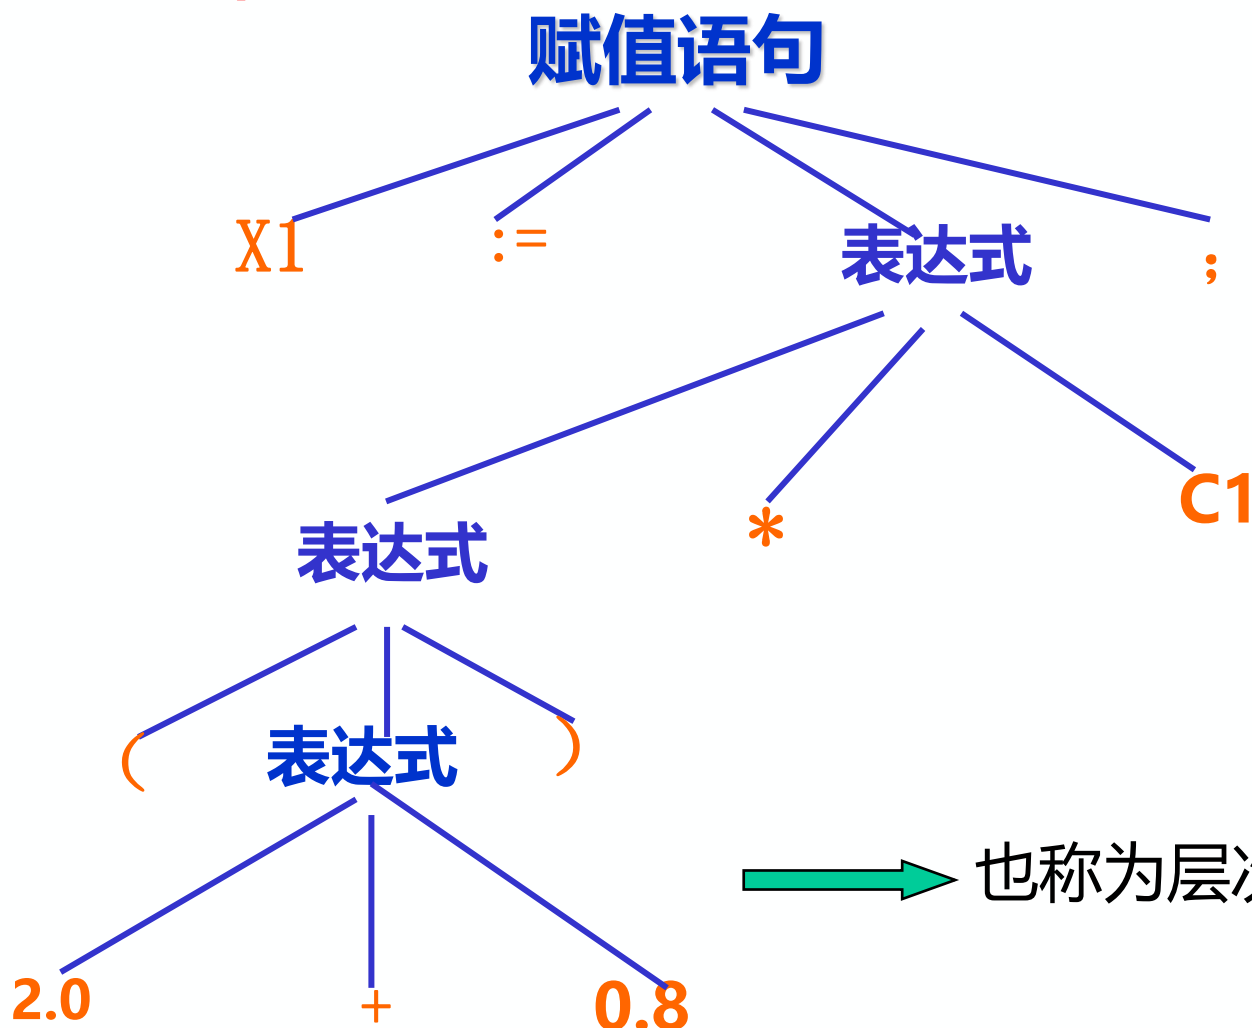 赋值语句
X1 := 表达式 ;
表达式 * C1
( 表达式 )
也称为层
2.0 + 0.8